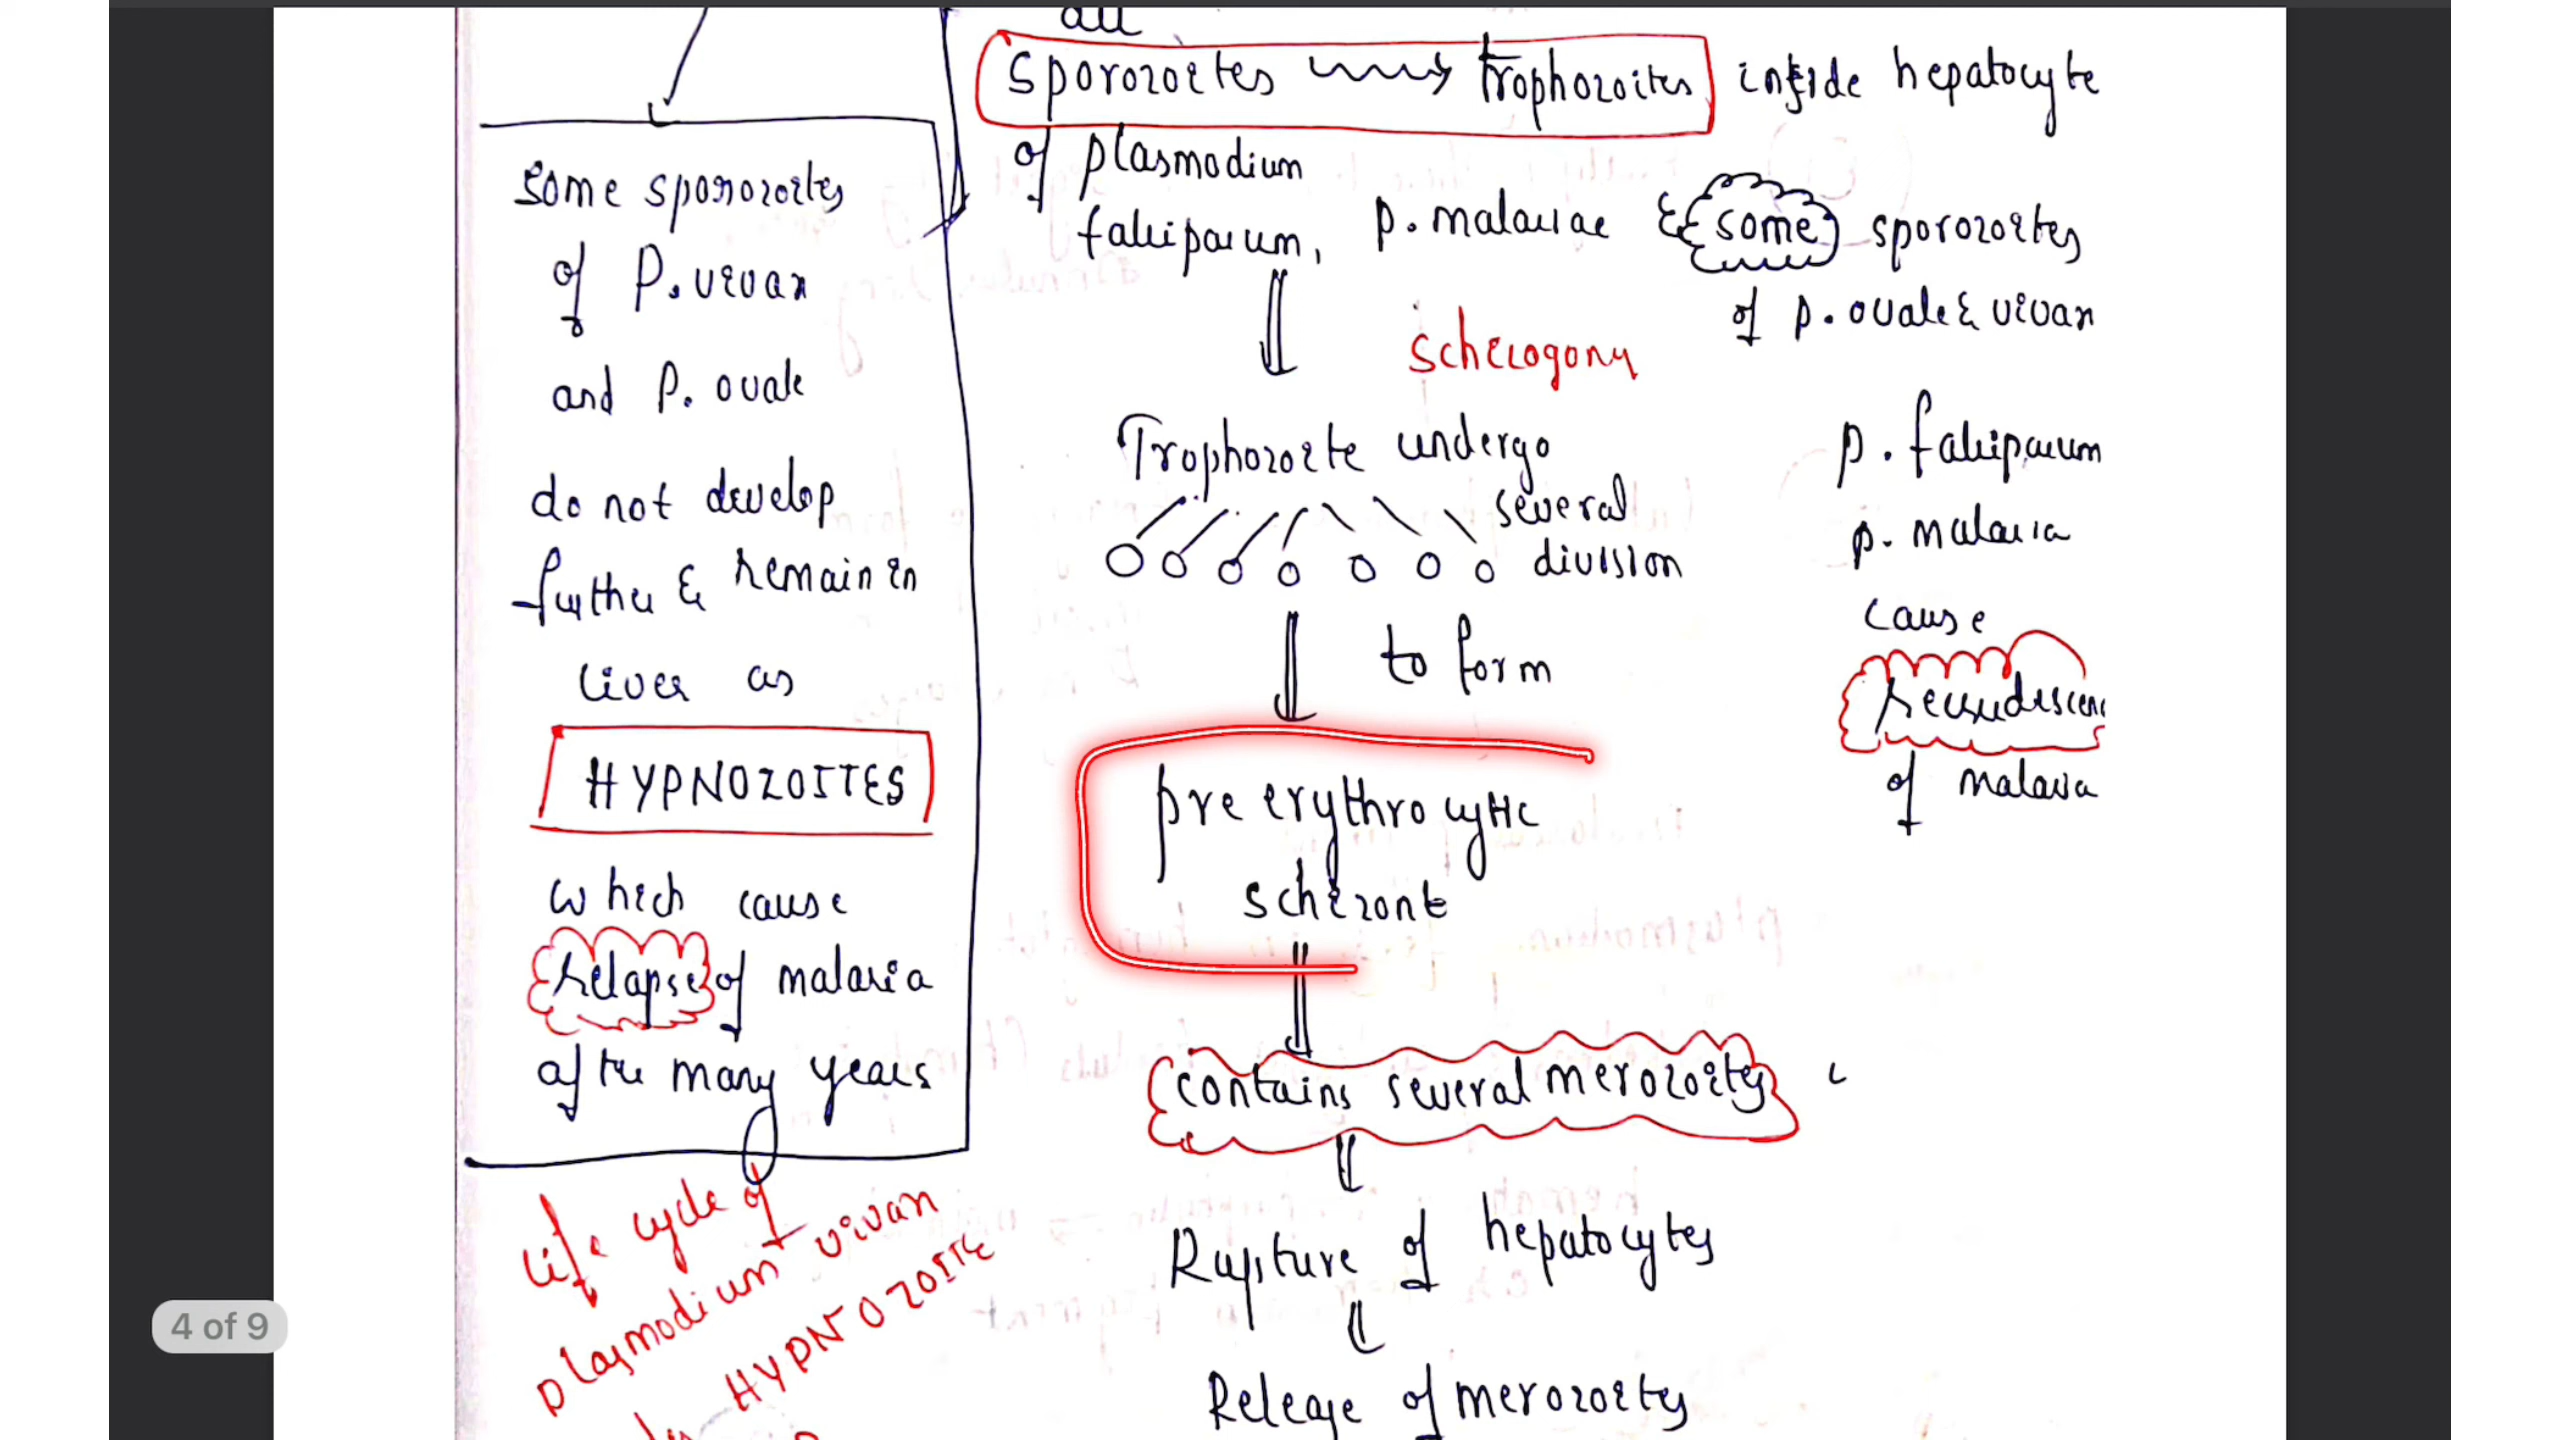 all
sporozoites → trophozoites inside hepatocyte
of plasmodium
falciparum, p. malariae & some sporozoites
of p. ovale & vivax
schizogony
Trophozoite undergo
several
division
to form
pre erythrocytic
schizont
contains several merozoites
Rupture of hepatocytes
Release of merozoites
p. falciparum
p. malaria
cause
of malaria
some sporozoites
of P. vivax
and P. ovale
do not develop
further & remain in
liver as
HYPNOZOITES
which cause
relapse of malaria
after many years
life cycle of
plasmodium vivax
HYPNOZOITE
4 of 9